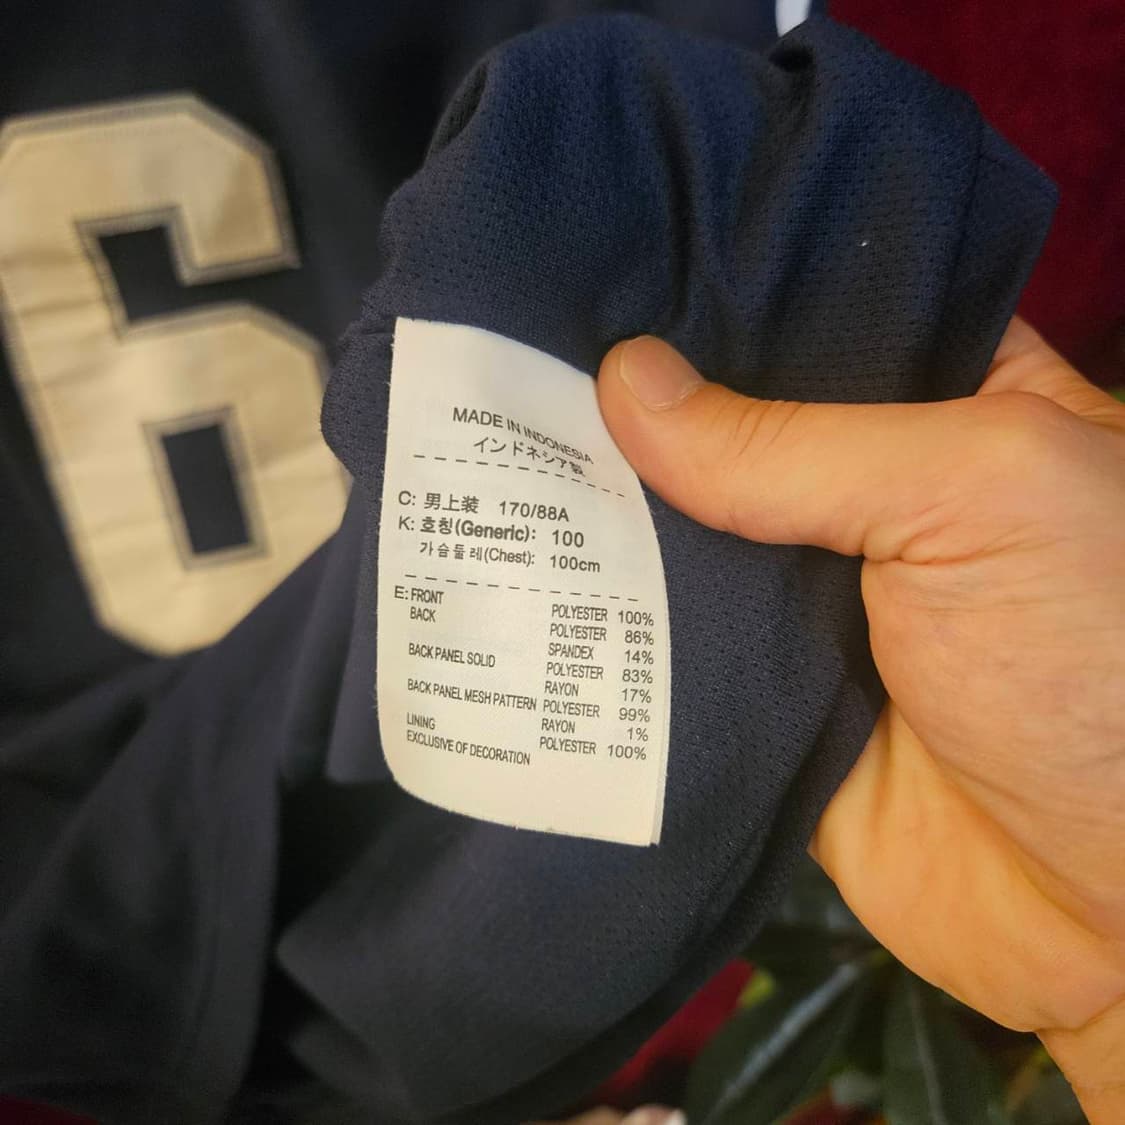 6
MADE IN INDONESIA
インドネシア製
C: 男上装 170/88A
K: 호칭(Generic): 100
가슴둘레(Chest): 100cm
E: FRONT POLYESTER 100%
BACK POLYESTER 86%
SPANDEX 14%
BACK PANEL SOLID POLYESTER 83%
RAYON 17%
BACK PANEL MESH PATTERN POLYESTER 99%
RAYON 1%
LINING POLYESTER 100%
EXCLUSIVE OF DECORATION